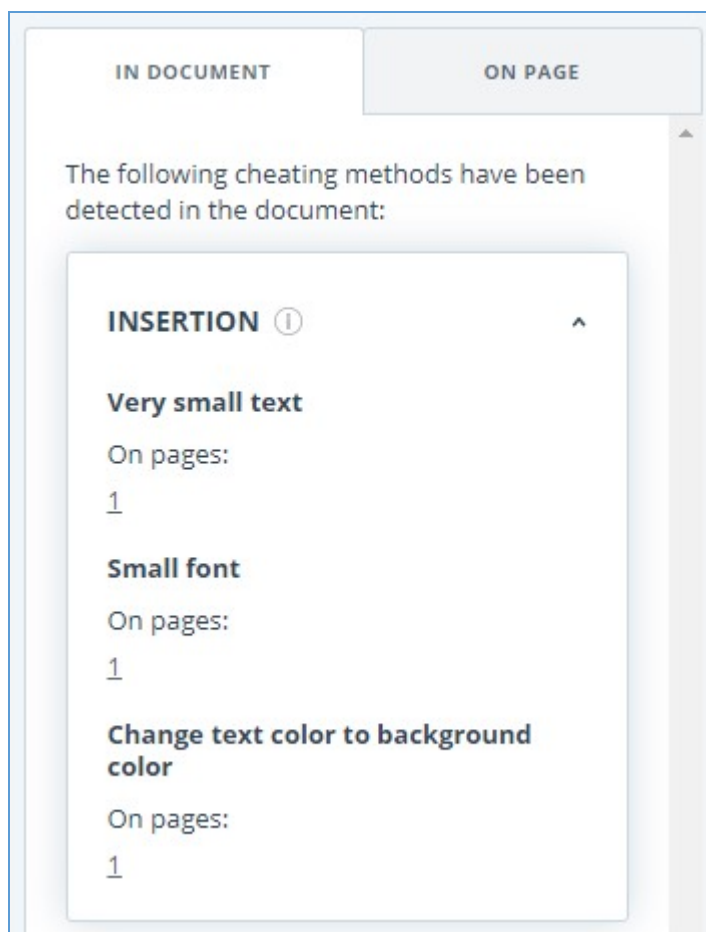 IN DOCUMENT
ON PAGE
The following cheating methods have been
detected in the document:
INSERTION
Very small text
On pages:
1
Small font
On pages:
1
Change text color to background
color
On pages:
1